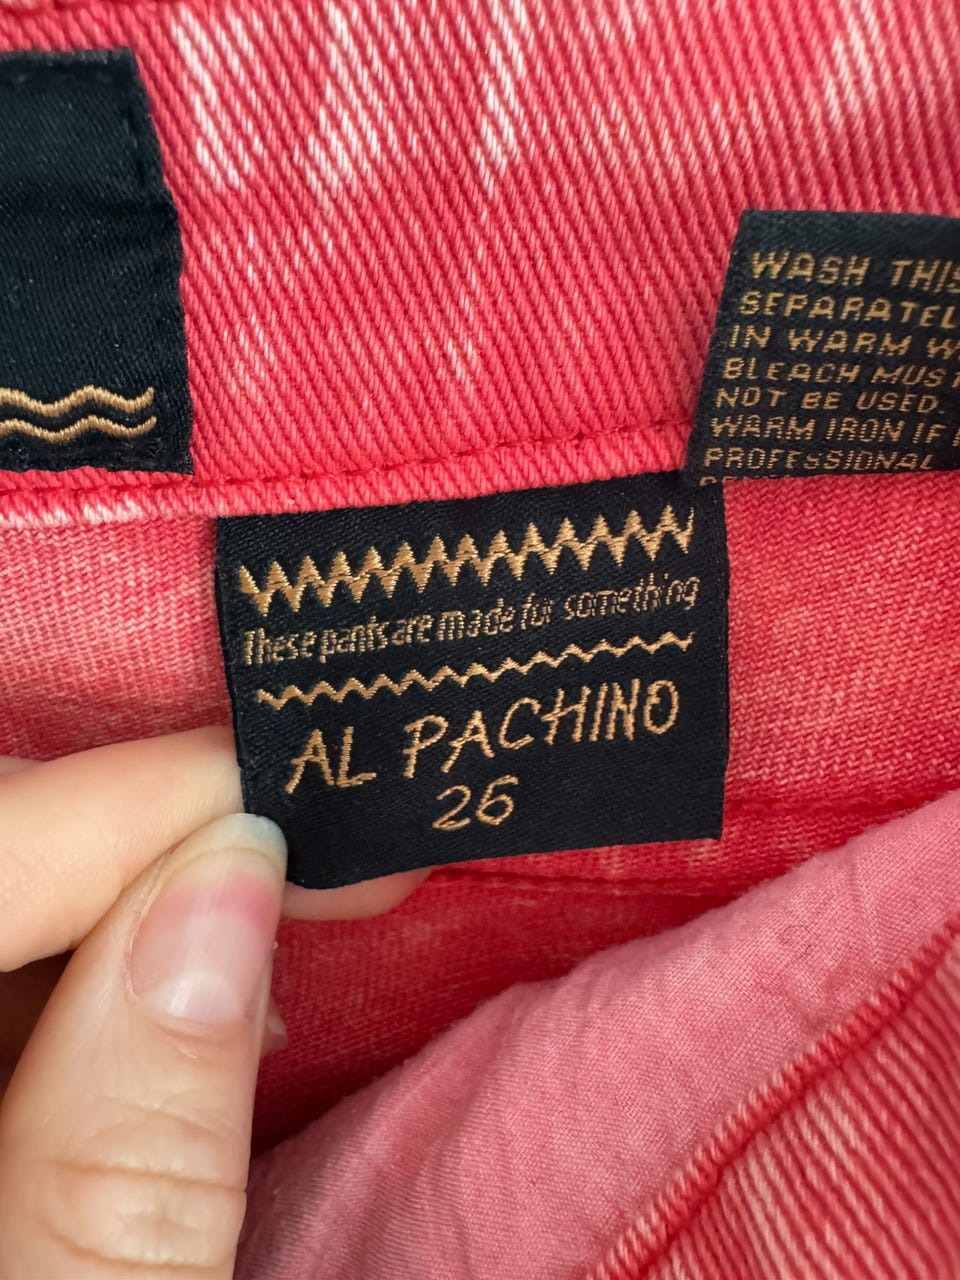 WASH THIS
SEPARATEL
IN WARM W
BLEACH MUST
NOT BE USED.
WARM IRON IF
PROFESSIONAL
These pants are made for something
AL PACHINO
26